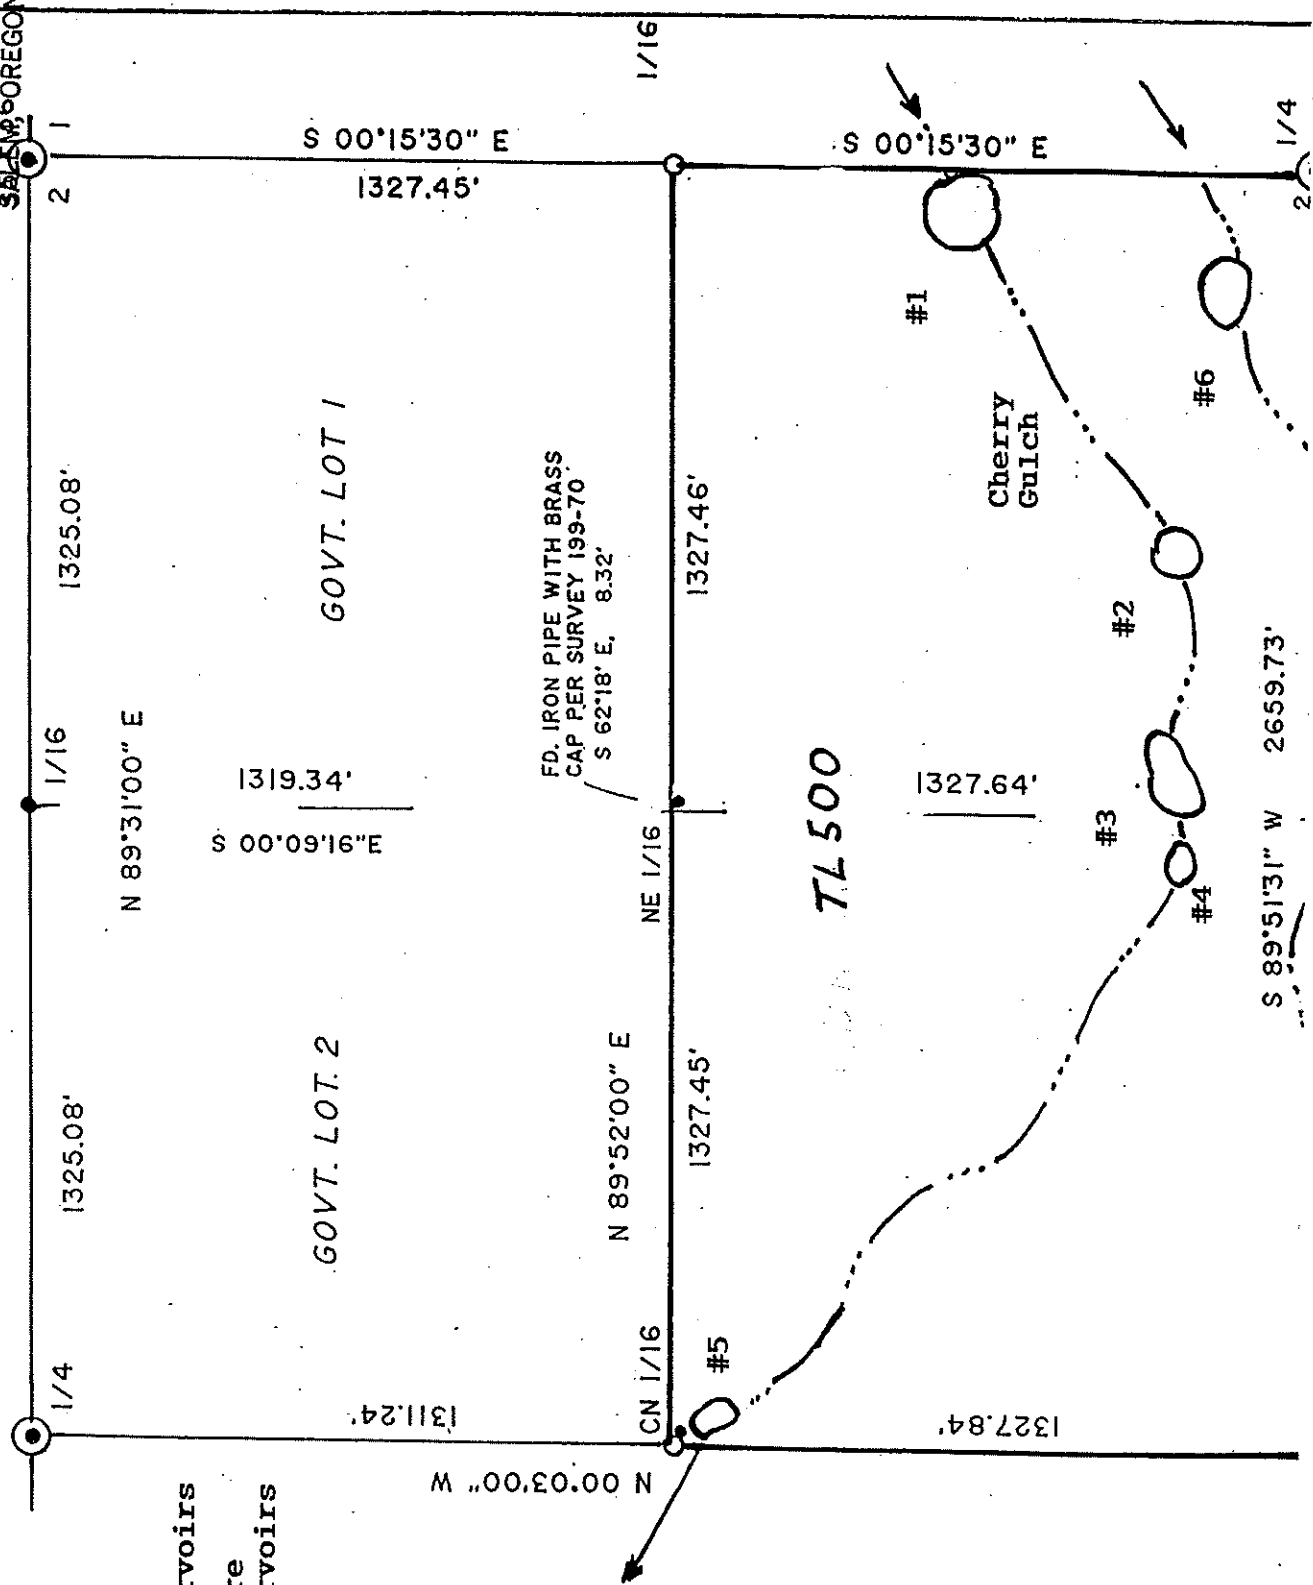 SALEM, OREGON
2
1
1325.08'
1/16
1325.08'
1/4
N 89°31'00" E
S 00°15'30" E
1327.45'
1/16
GOVT. LOT 1
GOVT. LOT. 2
1319.34'
S 00°09'16"E
1311.24'
N 00°03'00" W
FD. IRON PIPE WITH BRASS
CAP PER SURVEY 199-70
S 62°18' E, 8.32'
CN 1/16
N 89°52'00" E
NE 1/16
1327.45'
1327.46'
S 00°15'30" E
#1
Cherry
Gulch
#2
#3
#4
#5
#6
TL 500
1327.64'
1327.84'
S 89°51'31" W 2659.73'
1/4
2